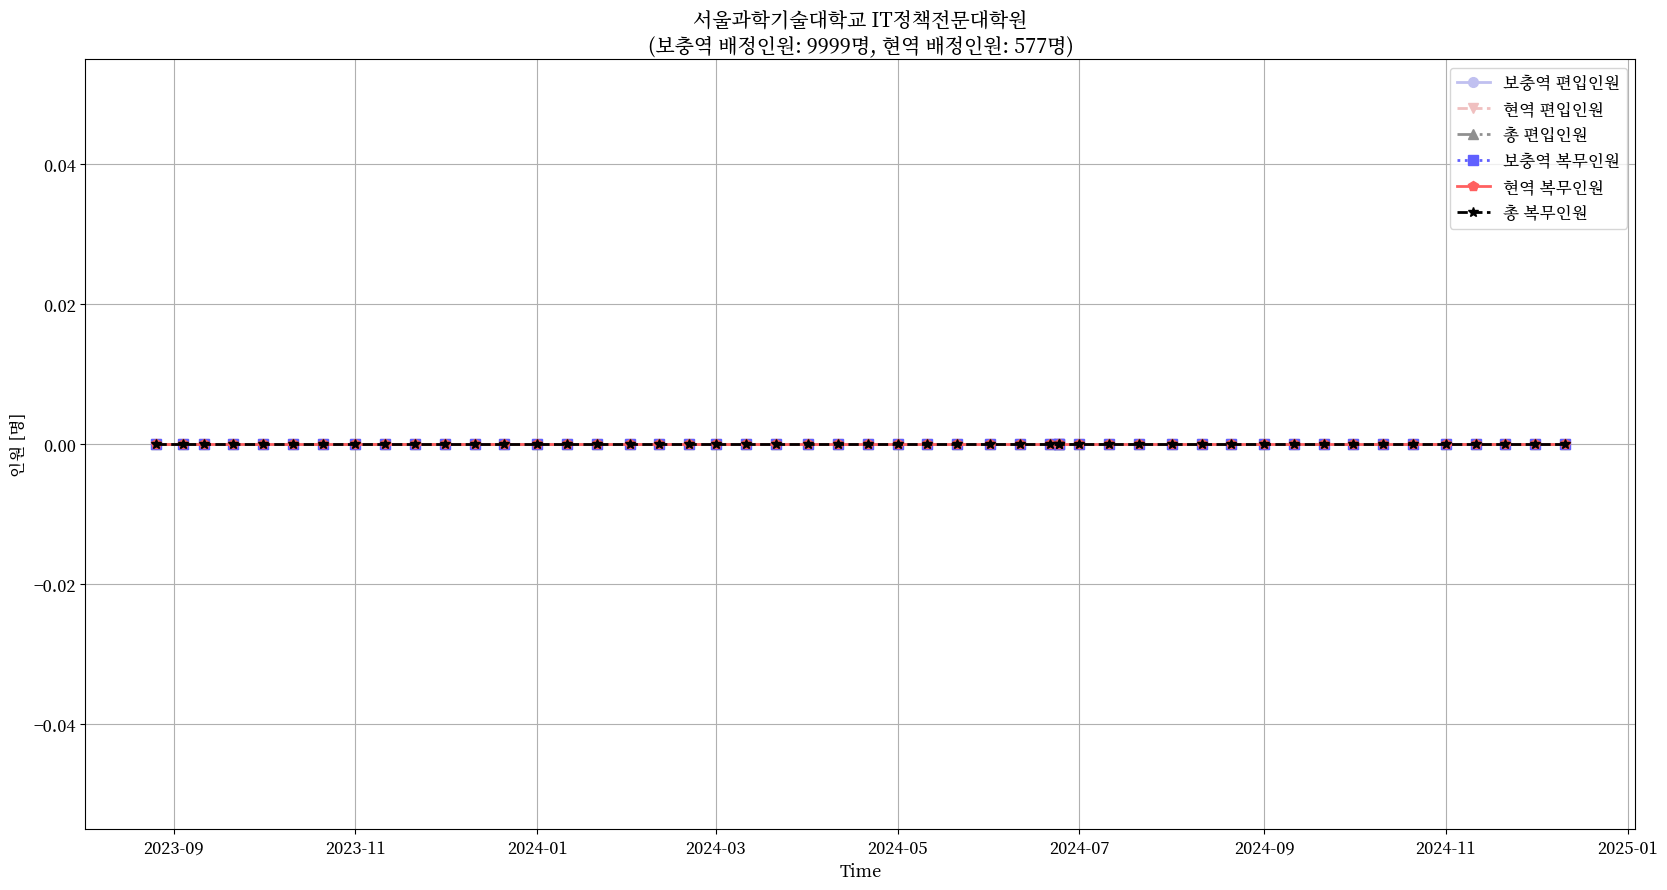 서울과학기술대학교 IT정책전문대학원
(보충역 배정인원: 9999명, 현역 배정인원: 577명)
보충역 편입인원
현역 편입인원
총 편입인원
보충역 복무인원
현역 복무인원
총 복무인원
인원 [명]
0.04
0.02
0.00
−0.02
−0.04
2023-09
2023-11
2024-01
2024-03
2024-05
2024-07
2024-09
2024-11
2025-01
Time